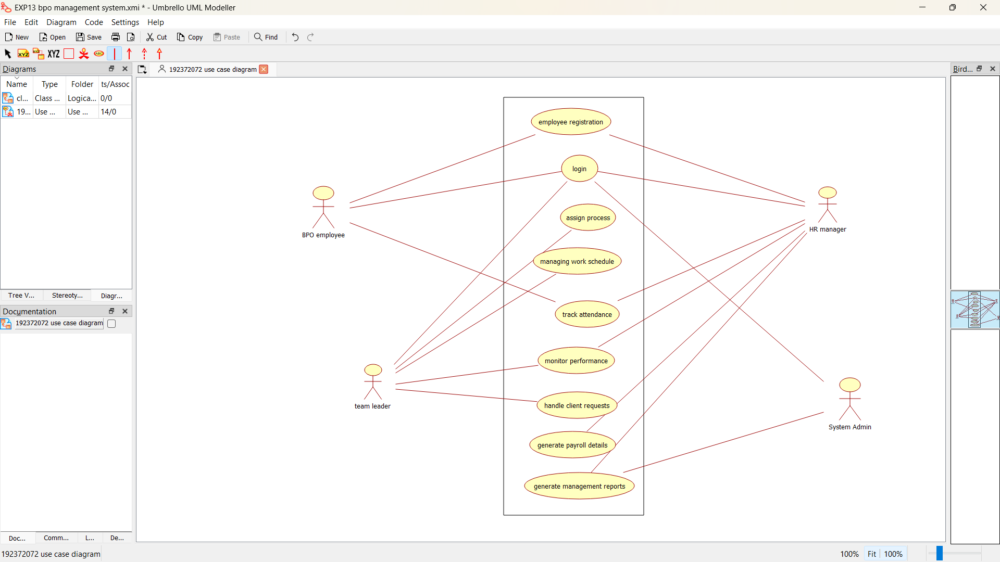 EXP13 bpo management system.xmi * - Umbrello UML Modeller
File Edit Diagram Code Settings Help
New Open Save Cut Copy Paste Find
XYZ XYZ XYZ ABC
Diagrams
Name Type Folder ts/Assoc
cl... Class ... Logica... 0/0
19... Use ... Use ... 14/0
Tree V... Stereoty... Diagr...
Documentation
192372072 use case diagram
Doc... Comm... L... De...
192372072 use case diagram
employee registration
login
assign process
managing work schedule
track attendance
monitor performance
handle client requests
generate payroll details
generate management reports
BPO employee
team leader
HR manager
System Admin
Bird...
192372072 use case diagram
100% Fit 100%